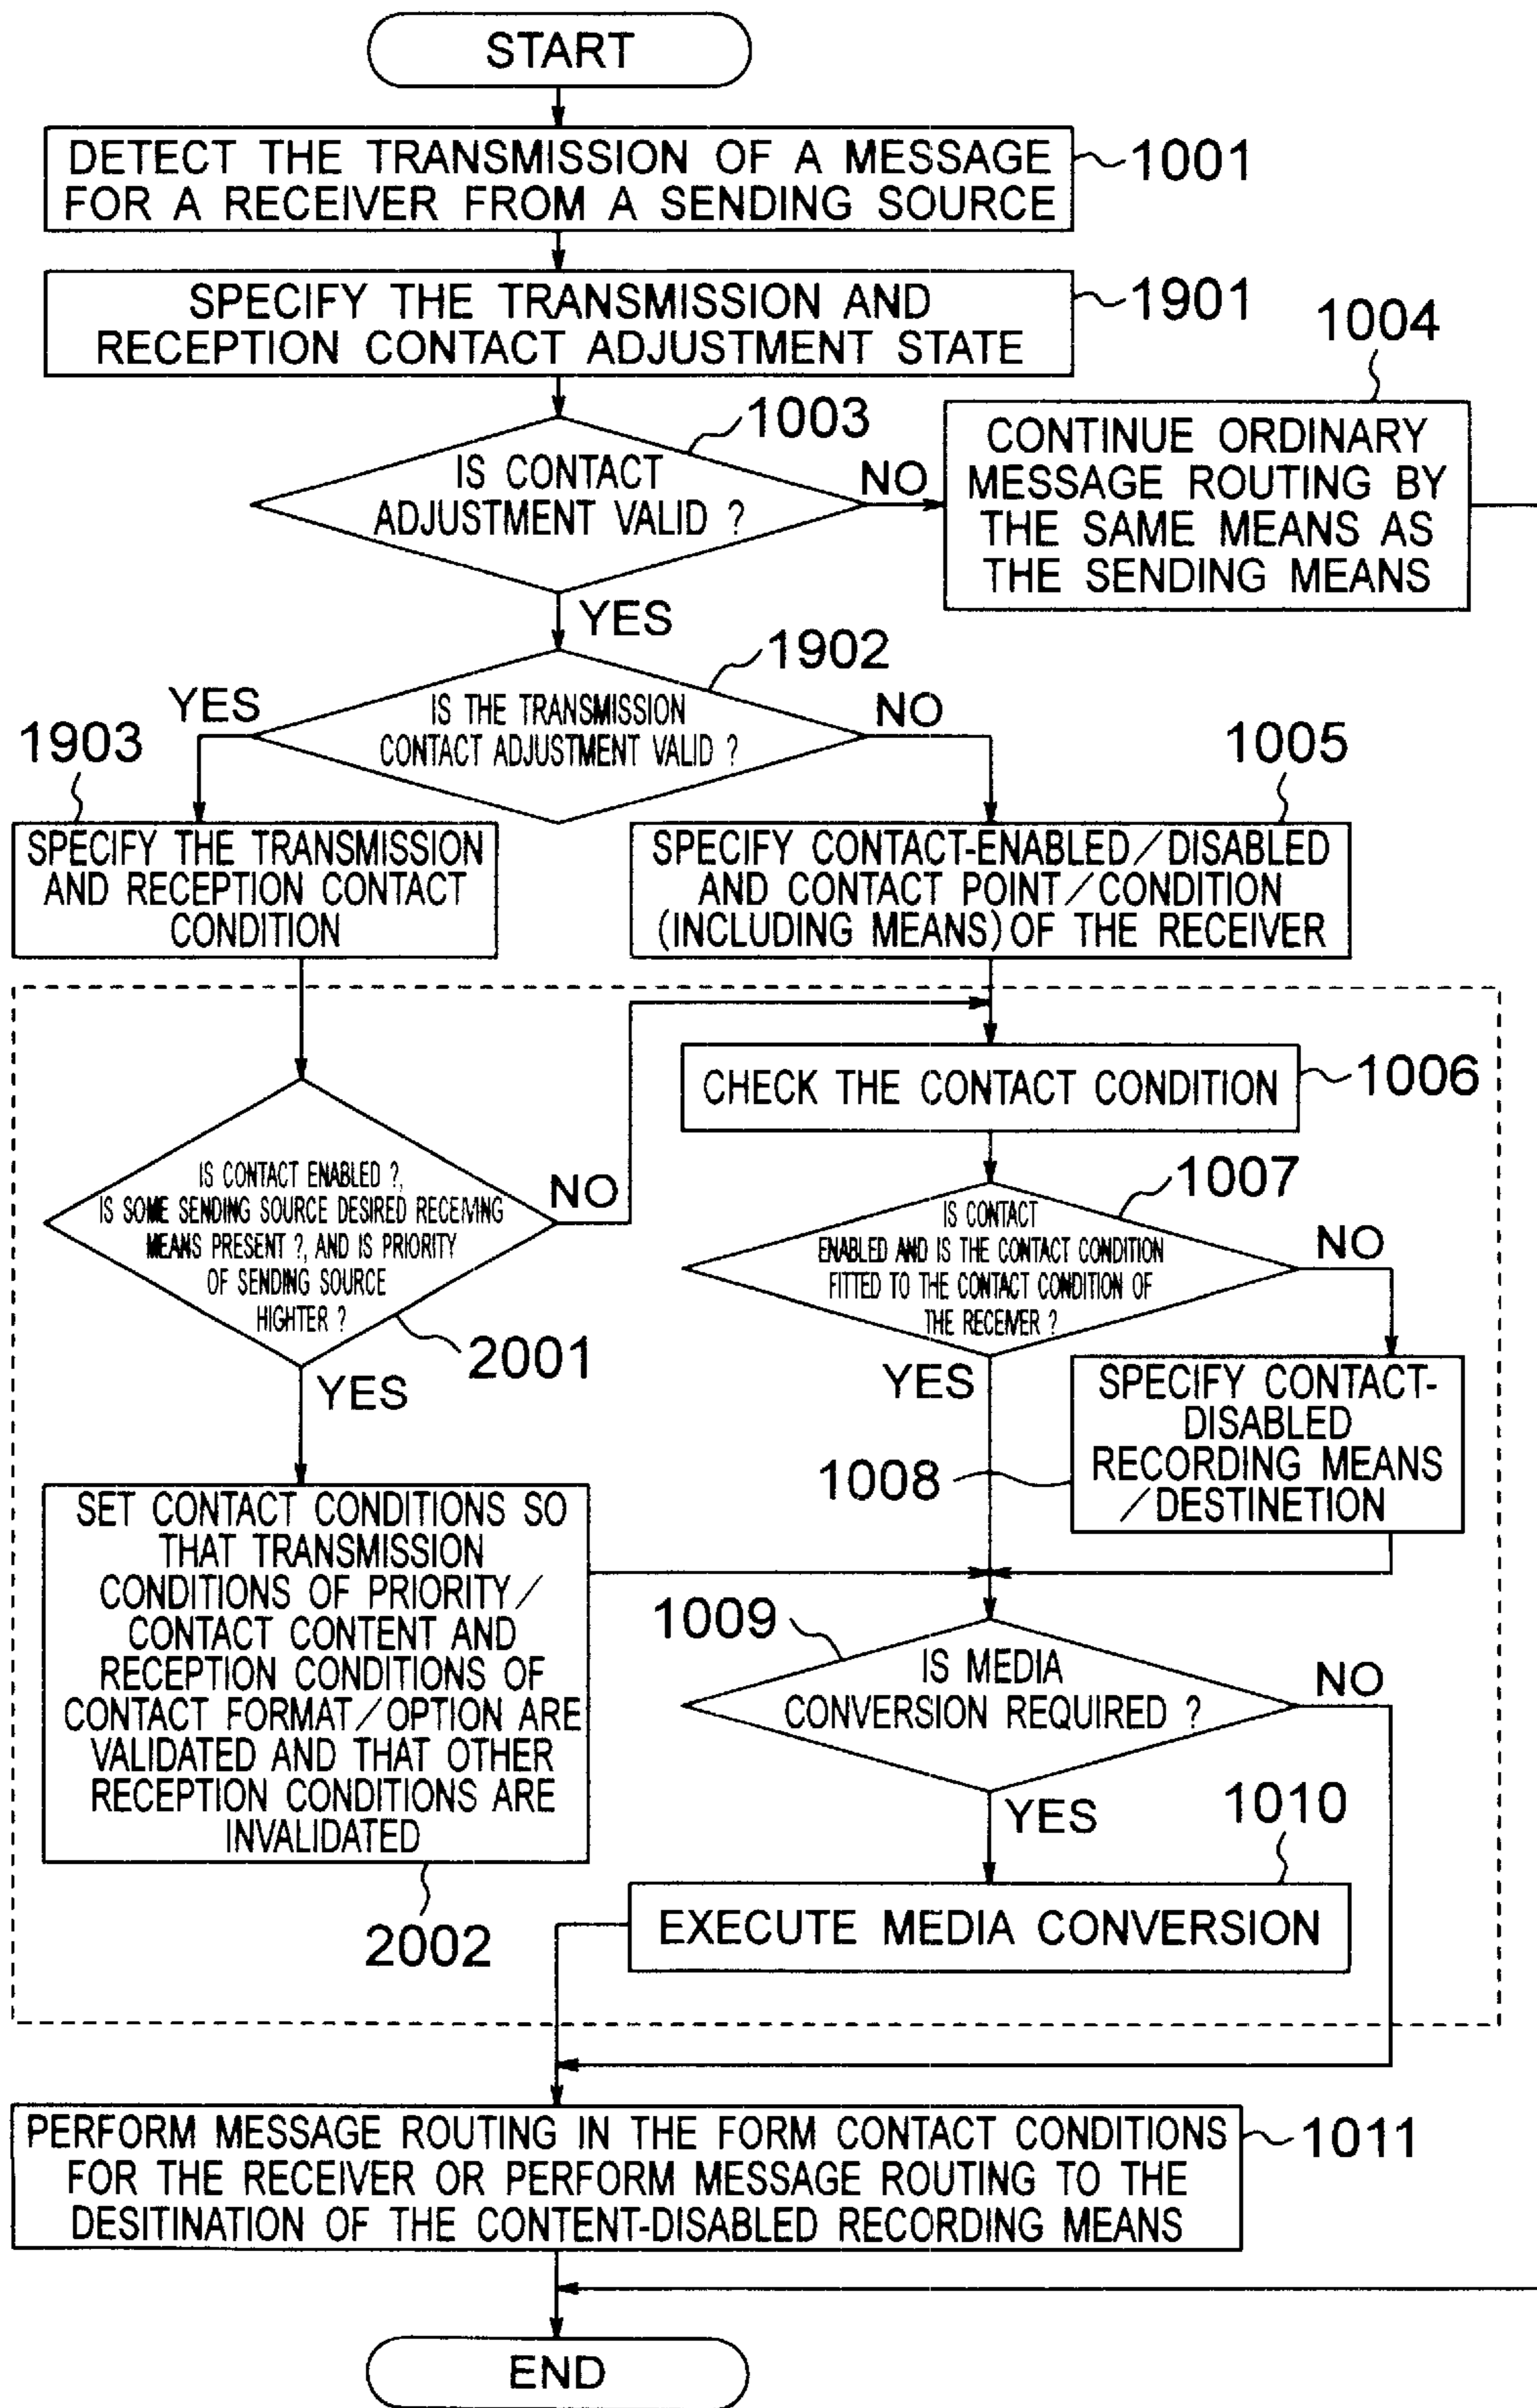 START
DETECT THE TRANSMISSION OF A MESSAGE
FOR A RECEIVER FROM A SENDING SOURCE
1001
SPECIFY THE TRANSMISSION AND
RECEPTION CONTACT ADJUSTMENT STATE
1901
1004
1003
IS CONTACT
ADJUSTMENT VALID ?
NO
CONTINUE ORDINARY
MESSAGE ROUTING BY
THE SAME MEANS AS
THE SENDING MEANS
YES
1902
YES
IS THE TRANSMISSION
CONTACT ADJUSTMENT VALID ?
NO
1903
1005
SPECIFY THE TRANSMISSION
AND RECEPTION CONTACT
CONDITION
SPECIFY CONTACT-ENABLED/DISABLED
AND CONTACT POINT/CONDITION
(INCLUDING MEANS) OF THE RECEIVER
CHECK THE CONTACT CONDITION
1006
IS CONTACT ENABLED ?,
IS SOME SENDING SOURCE DESIRED RECEIVING
MEANS PRESENT ?, AND IS PRIORITY
OF SENDING SOURCE
HIGHTER ?
NO
2001
YES
1007
IS CONTACT
ENABLED AND IS THE CONTACT CONDITION
FITTED TO THE CONTACT CONDITION OF
THE RECEIVER ?
NO
YES
SPECIFY CONTACT-
DISABLED
RECORDING MEANS
/DESTINETION
1008
SET CONTACT CONDITIONS SO
THAT TRANSMISSION
CONDITIONS OF PRIORITY/
CONTACT CONTENT AND
RECEPTION CONDITIONS OF
CONTACT FORMAT/OPTION ARE
VALIDATED AND THAT OTHER
RECEPTION CONDITIONS ARE
INVALIDATED
2002
1009
IS MEDIA
CONVERSION REQUIRED ?
NO
YES
1010
EXECUTE MEDIA CONVERSION
PERFORM MESSAGE ROUTING IN THE FORM CONTACT CONDITIONS
FOR THE RECEIVER OR PERFORM MESSAGE ROUTING TO THE
DESITINATION OF THE CONTENT-DISABLED RECORDING MEANS
1011
END